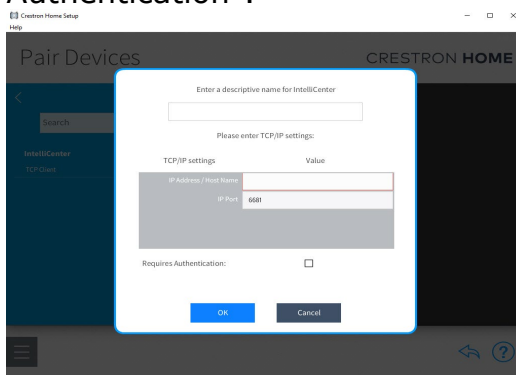 Authentication".
Crestron Home Setup
Help
Pair Devices
CRESTRON HOME
Search
IntelliCenter
TCP Client
Enter a descriptive name for IntelliCenter
Please enter TCP/IP settings:
TCP/IP settings Value
IP Address / Host Name
IP Port 6681
Requires Authentication:
OK Cancel
?